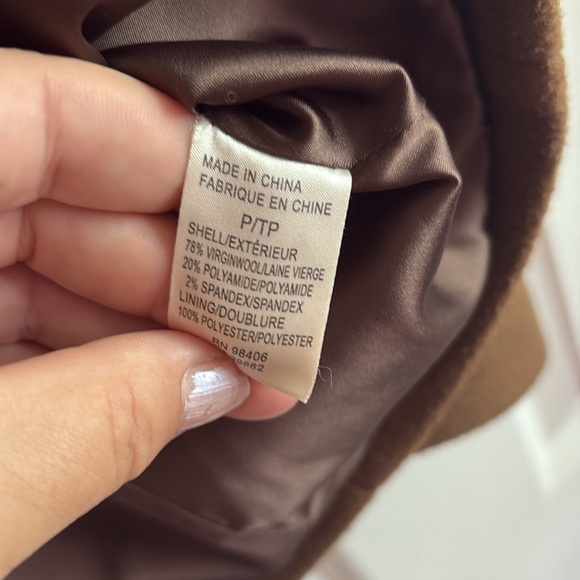 MADE IN CHINA
FABRIQUE EN CHINE
P/TP
SHELL/EXTÉRIEUR
78% VIRGINWOOL/LAINE VIERGE
20% POLYAMIDE/POLYAMIDE
2% SPANDEX/SPANDEX
LINING/DOUBLURE
100% POLYESTER/POLYESTER
RN 98406